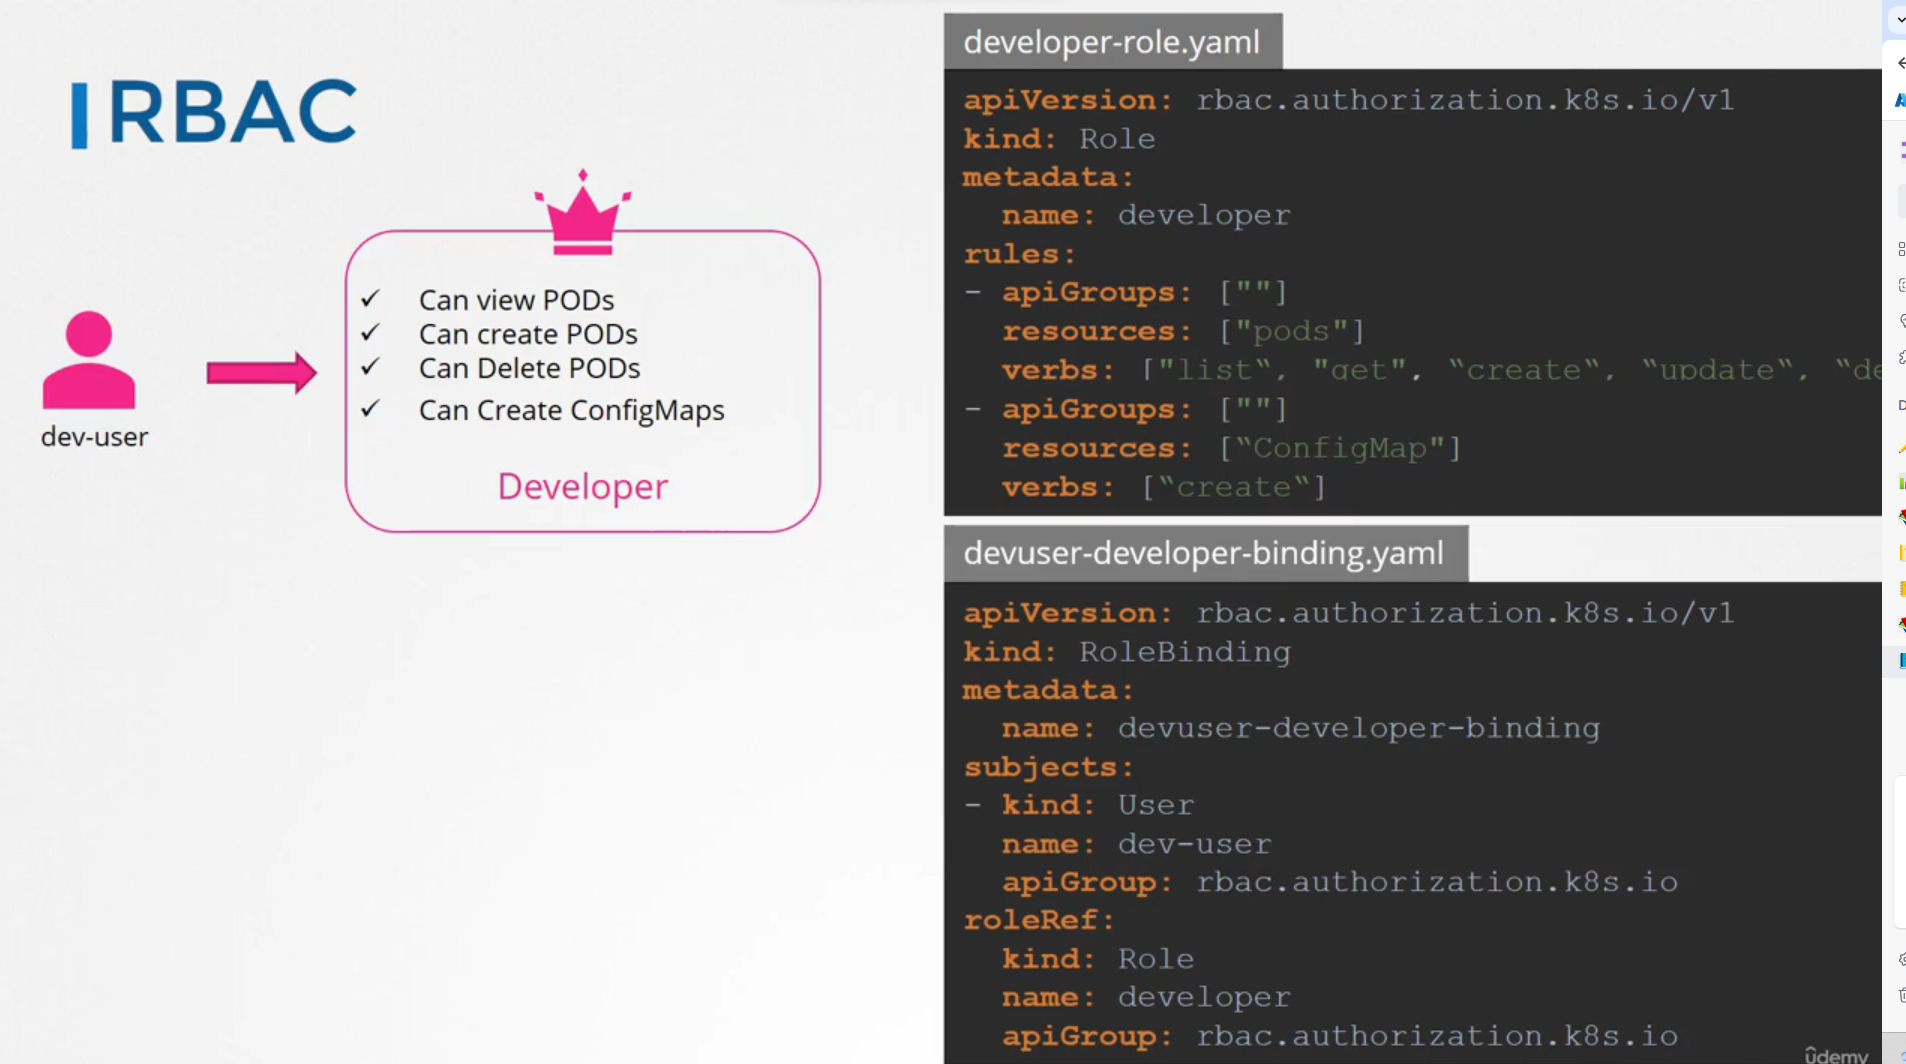 RBAC
Can view PODs
Can create PODs
Can Delete PODs
Can Create ConfigMaps
Developer
dev-user
developer-role.yaml
apiVersion: rbac.authorization.k8s.io/v1
kind: Role
metadata:
  name: developer
rules:
- apiGroups: [""]
  resources: ["pods"]
  verbs: ["list“, "get", “create“, “update“, “de
- apiGroups: [""]
  resources: [“ConfigMap"]
  verbs: [“create“]
devuser-developer-binding.yaml
apiVersion: rbac.authorization.k8s.io/v1
kind: RoleBinding
metadata:
  name: devuser-developer-binding
subjects:
- kind: User
  name: dev-user
  apiGroup: rbac.authorization.k8s.io
roleRef:
  kind: Role
  name: developer
  apiGroup: rbac.authorization.k8s.io
ûdemy